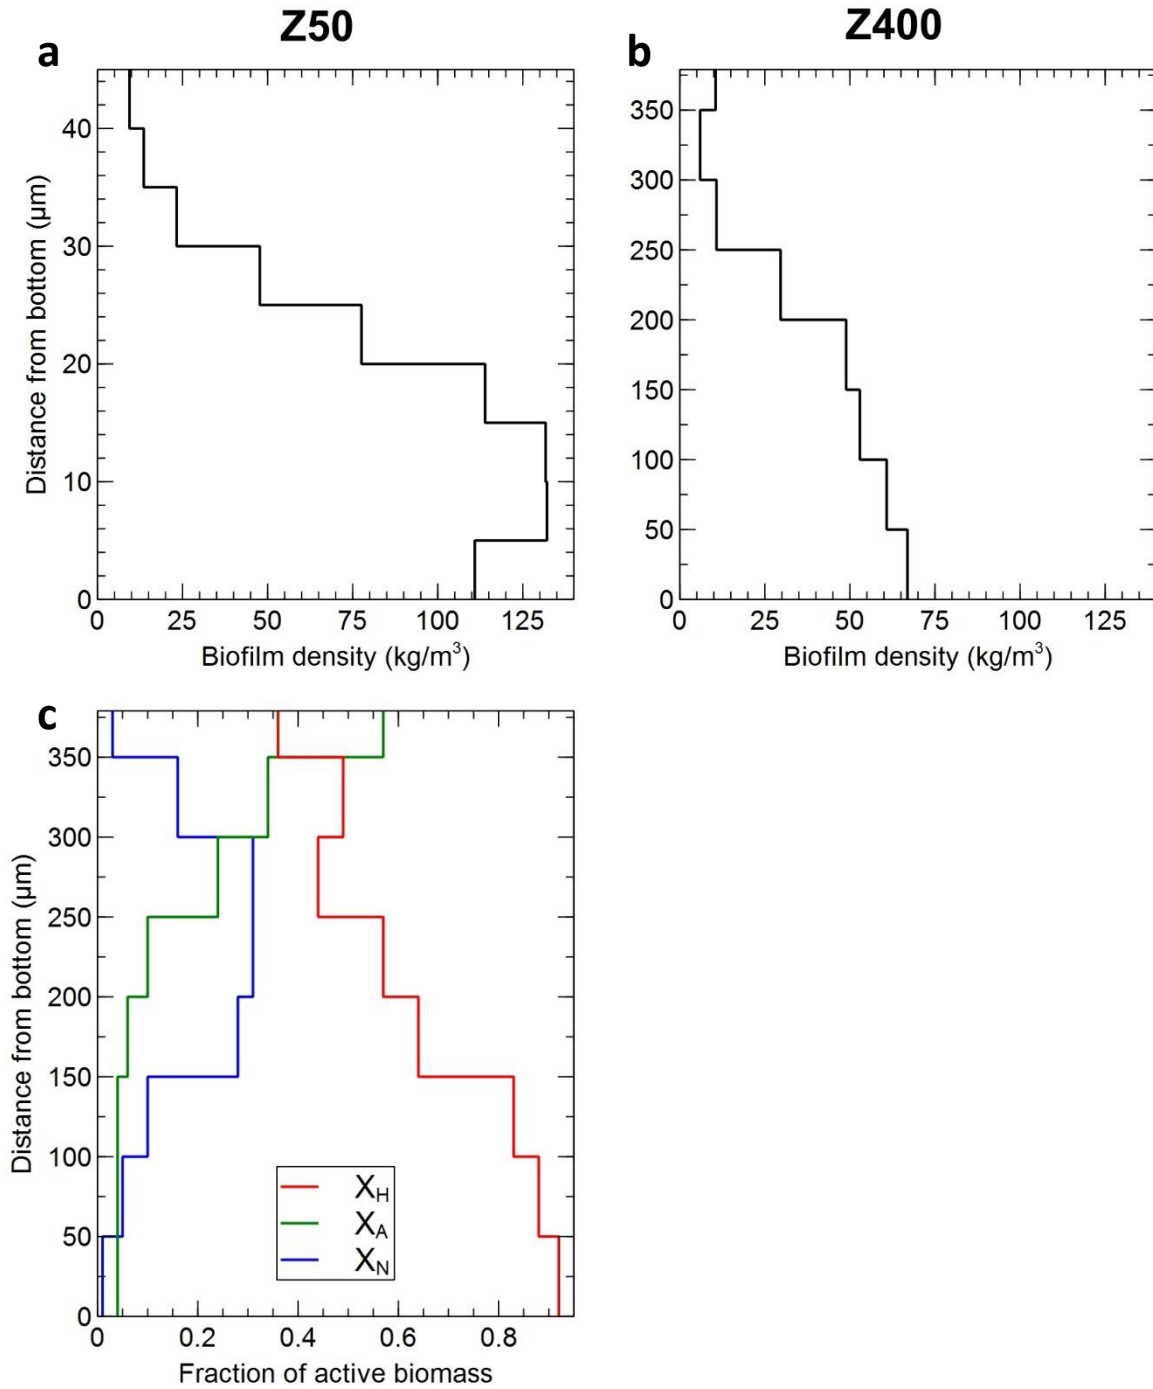 Z50
Z400
a
b
40
30
20
10
0
Distance from bottom (µm)
0 25 50 75 100 125
Biofilm density (kg/m³)
350
300
250
200
150
100
50
0
0 25 50 75 100 125
Biofilm density (kg/m³)
c
350
300
250
200
150
100
50
0
Distance from bottom (µm)
X_H
X_A
X_N
0 0.2 0.4 0.6 0.8
Fraction of active biomass